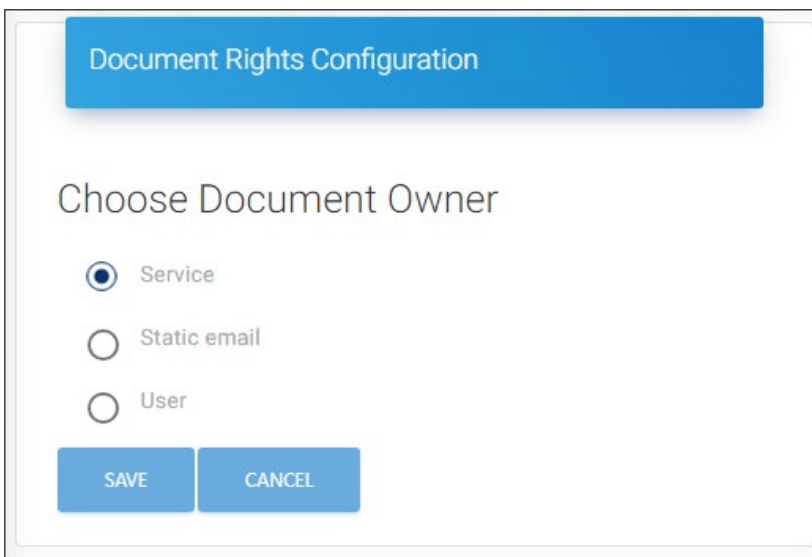 Document Rights Configuration
Choose Document Owner
Service
Static email
User
SAVE CANCEL